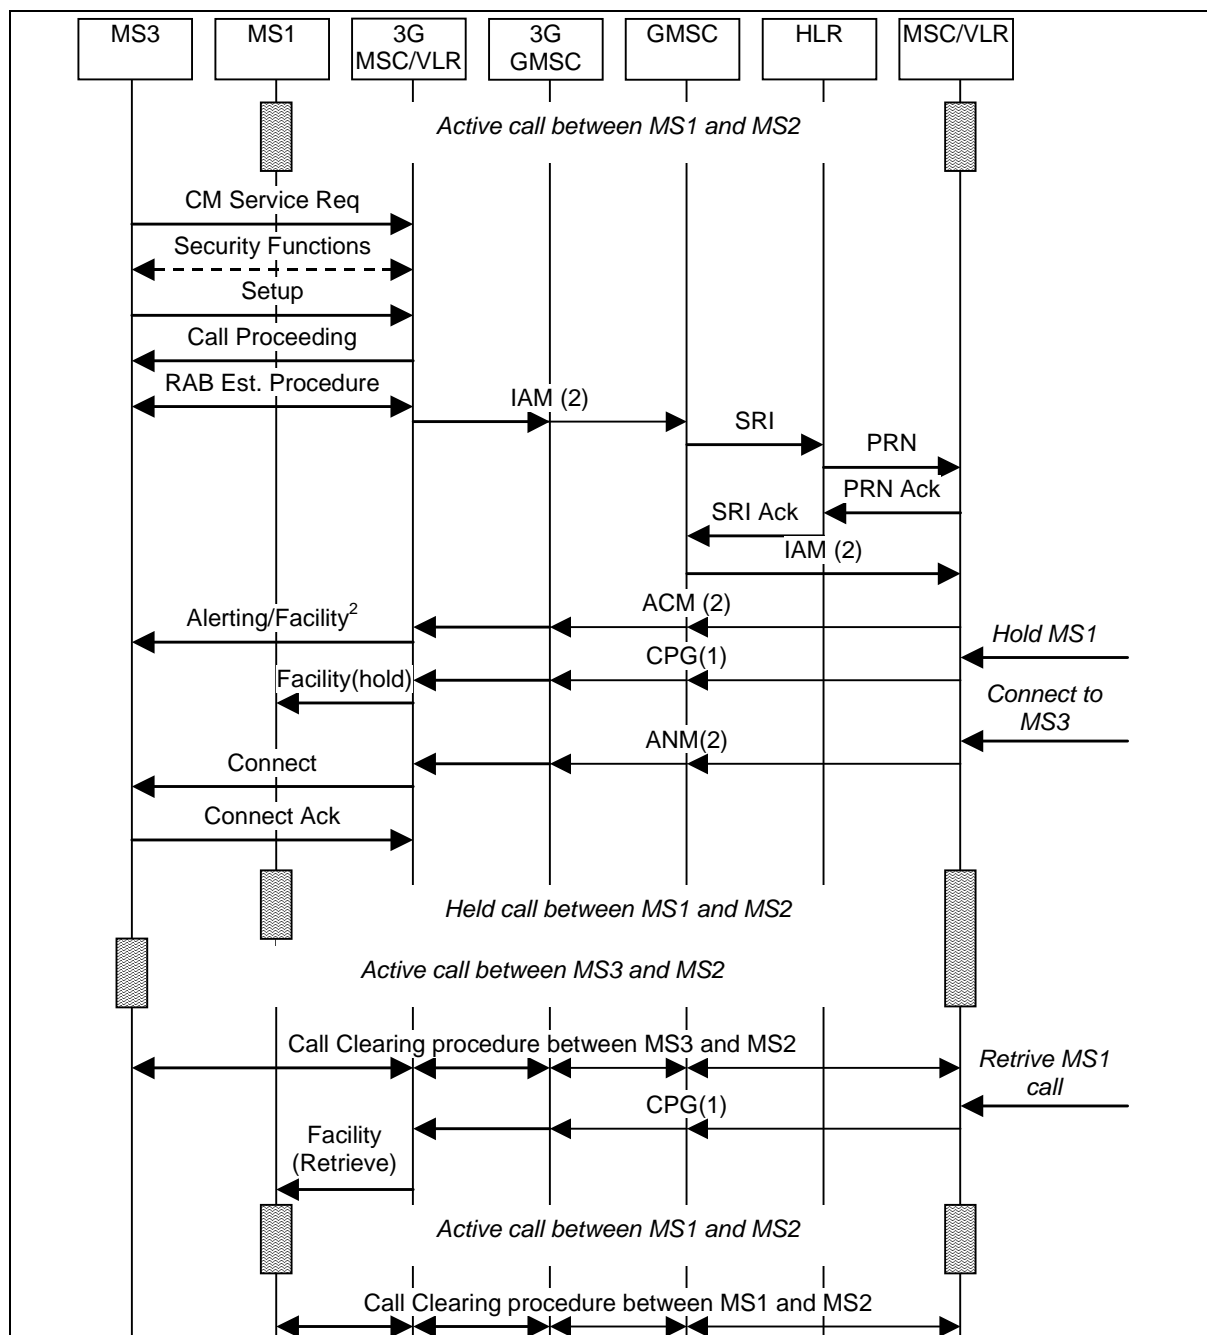 MS3
MS1
3G
MSC/VLR
3G
GMSC
GMSC
HLR
MSC/VLR
Active call between MS1 and MS2
CM Service Req
Security Functions
Setup
Call Proceeding
RAB Est. Procedure
IAM (2)
SRI
PRN
PRN Ack
SRI Ack
IAM (2)
ACM (2)
Alerting/Facility²
Hold MS1
CPG(1)
Facility(hold)
Connect to
MS3
ANM(2)
Connect
Connect Ack
Held call between MS1 and MS2
Active call between MS3 and MS2
Call Clearing procedure between MS3 and MS2
Retrive MS1
call
CPG(1)
Facility
(Retrieve)
Active call between MS1 and MS2
Call Clearing procedure between MS1 and MS2